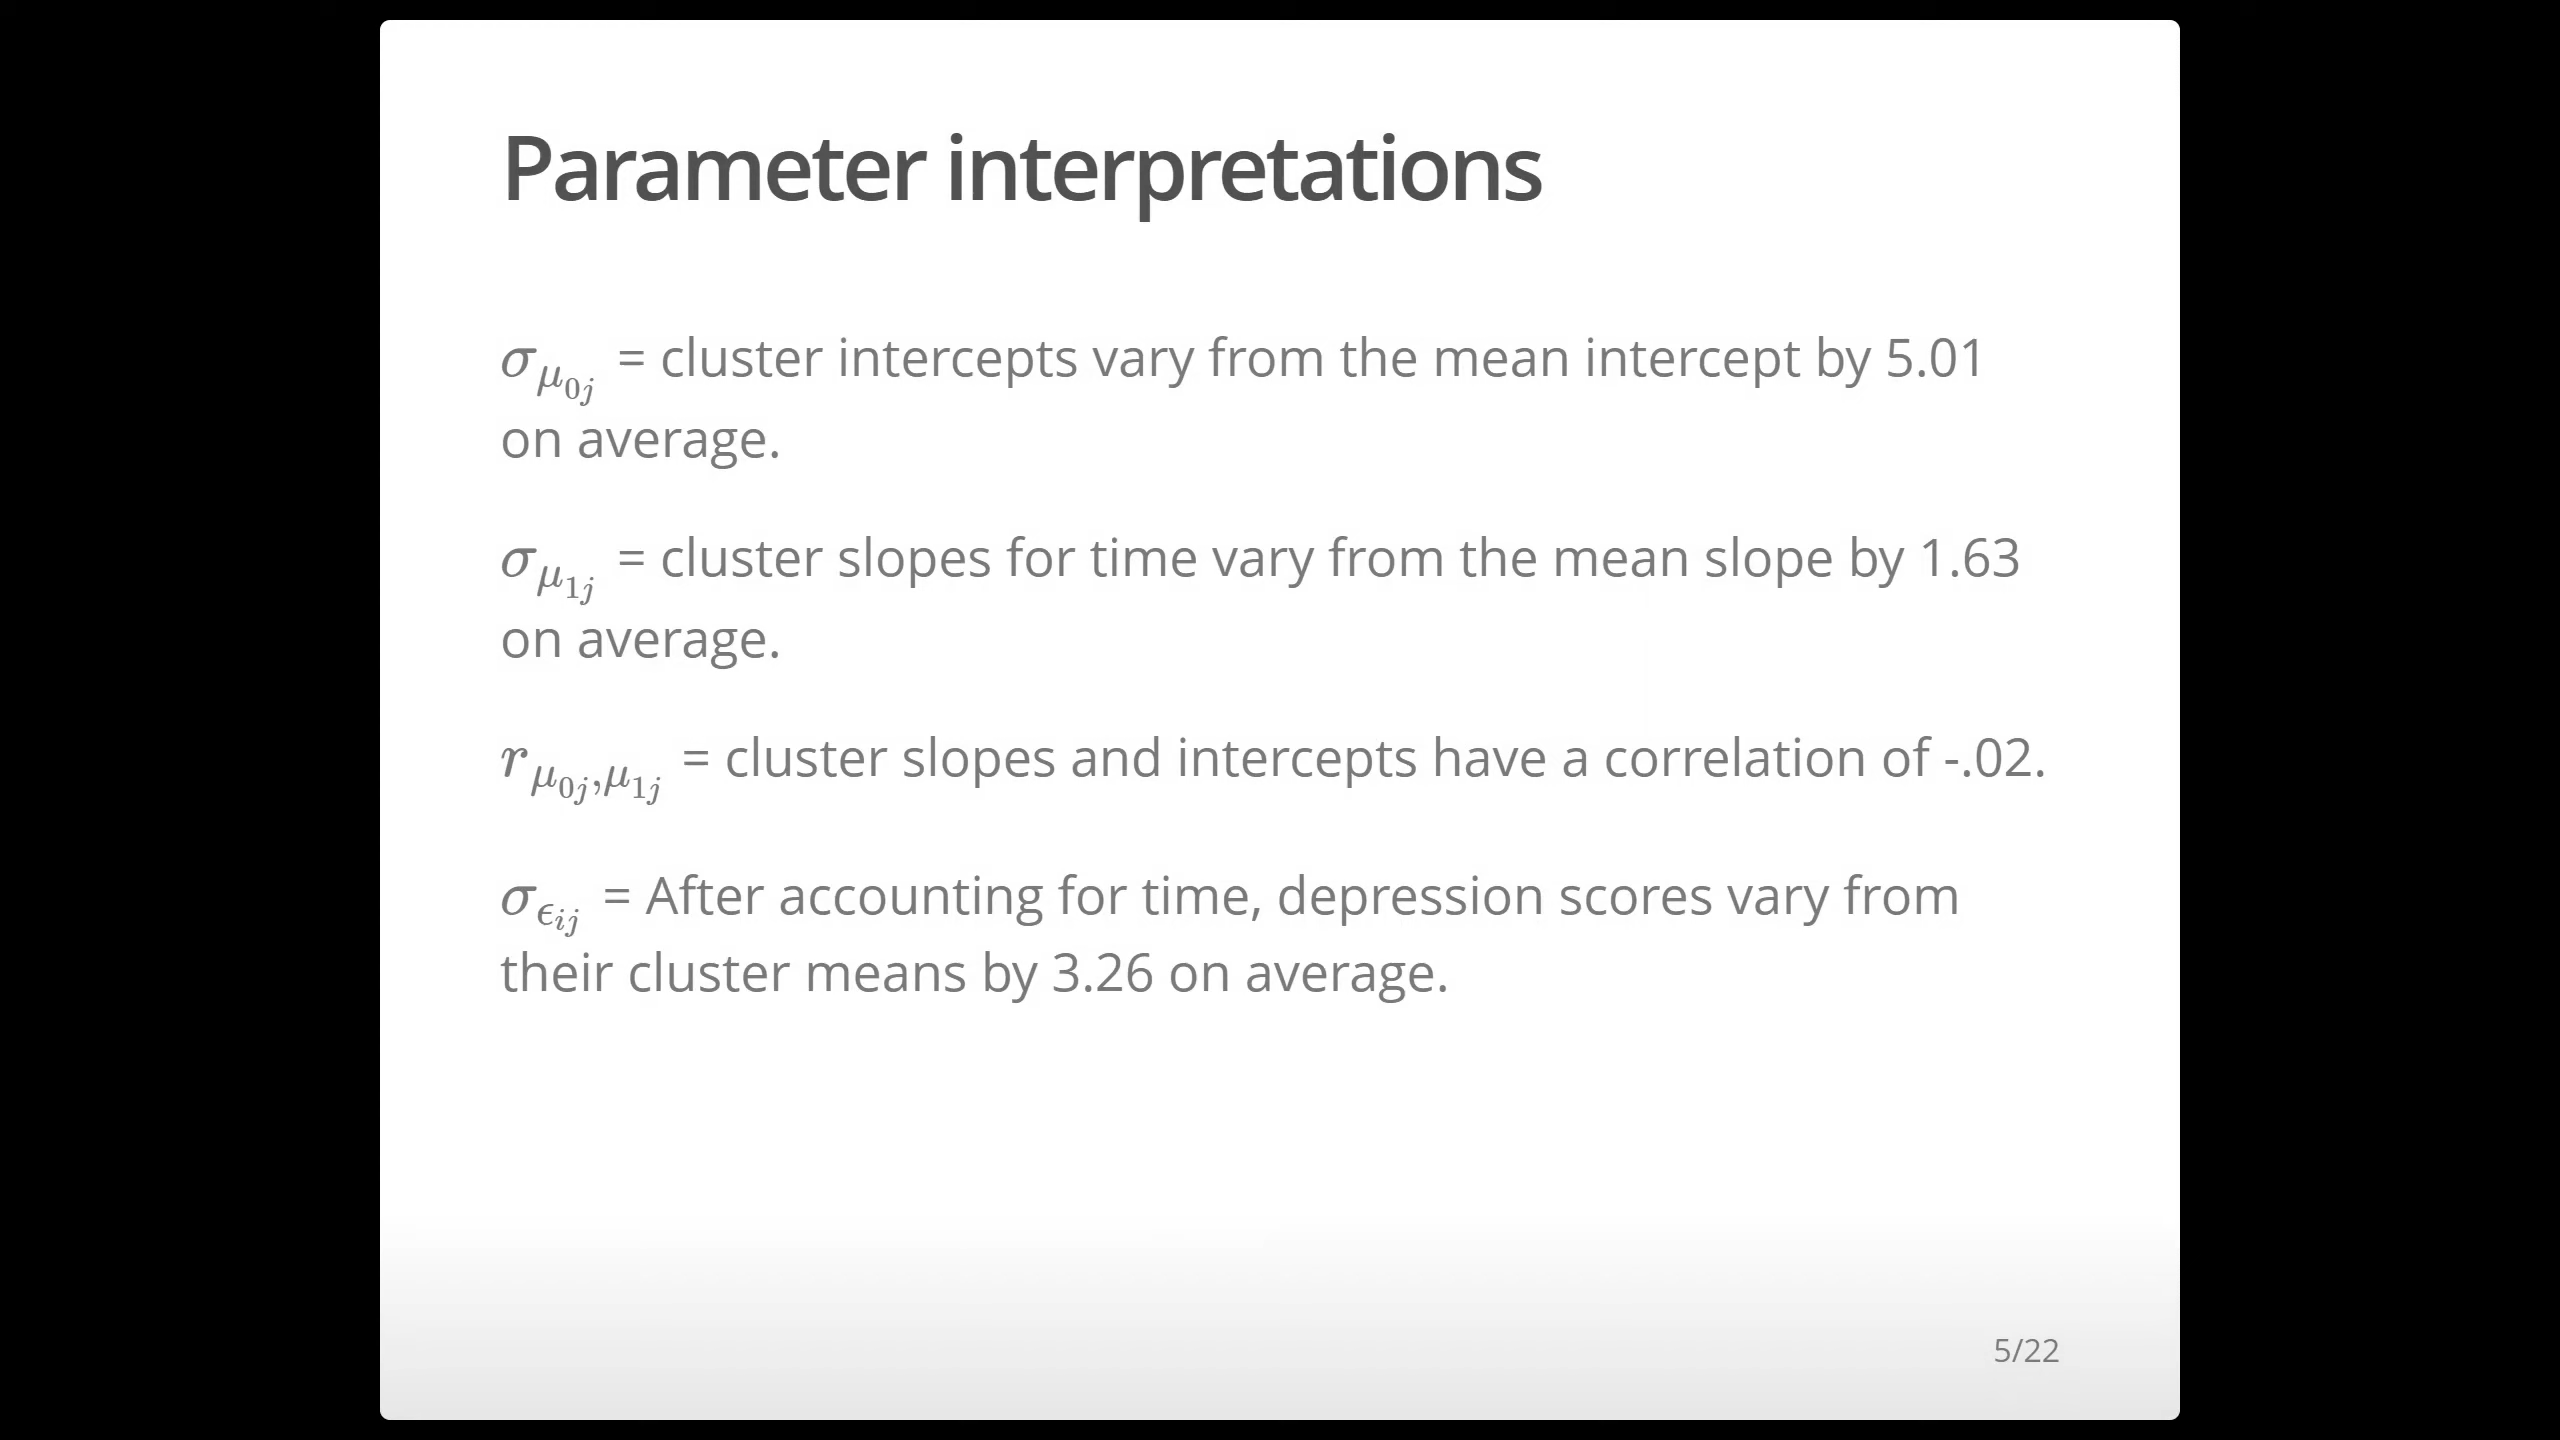 Parameter interpretations
σ_{μ_{0j}} = cluster intercepts vary from the mean intercept by 5.01
on average.
σ_{μ_{1j}} = cluster slopes for time vary from the mean slope by 1.63
on average.
r_{μ_{0j},μ_{1j}} = cluster slopes and intercepts have a correlation of -.02.
σ_{ϵ_{ij}} = After accounting for time, depression scores vary from
their cluster means by 3.26 on average.
5/22